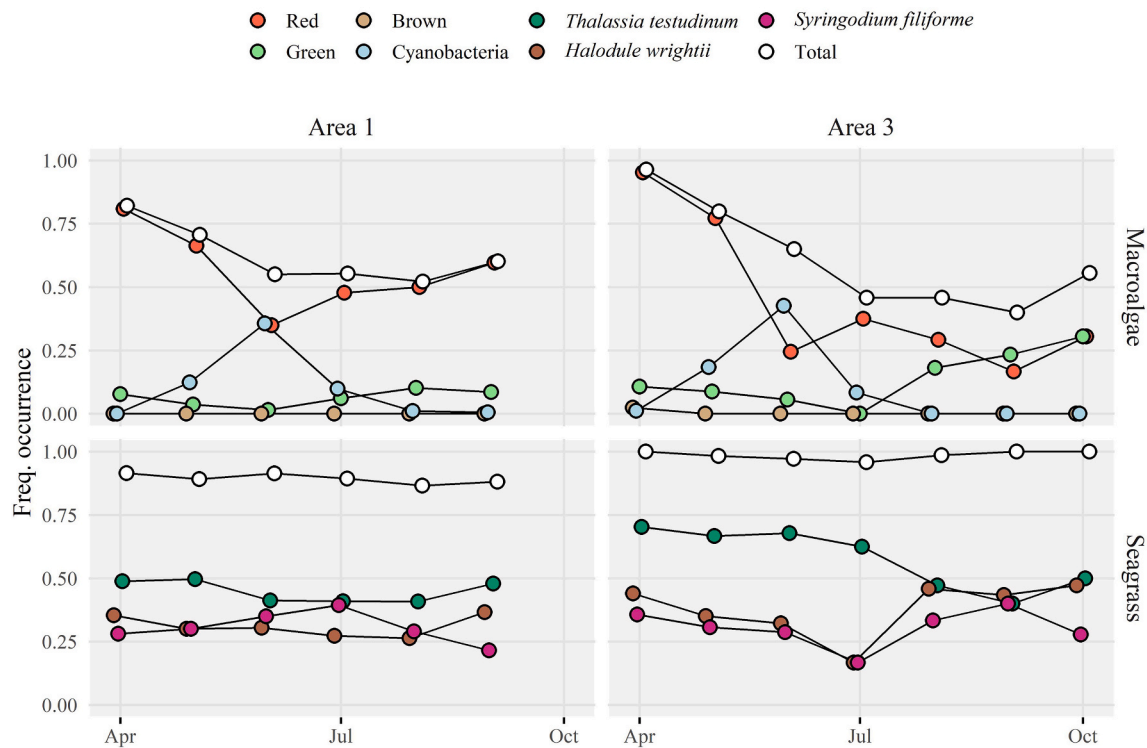 Red Brown Thalassia testudinum Syringodium filiforme
Green Cyanobacteria Halodule wrightii Total
Area 1 Area 3
Freq. occurrence
1.00
0.75
0.50
0.25
0.00
Macroalgae
1.00
0.75
0.50
0.25
0.00
Seagrass
Apr Jul Oct Apr Jul Oct